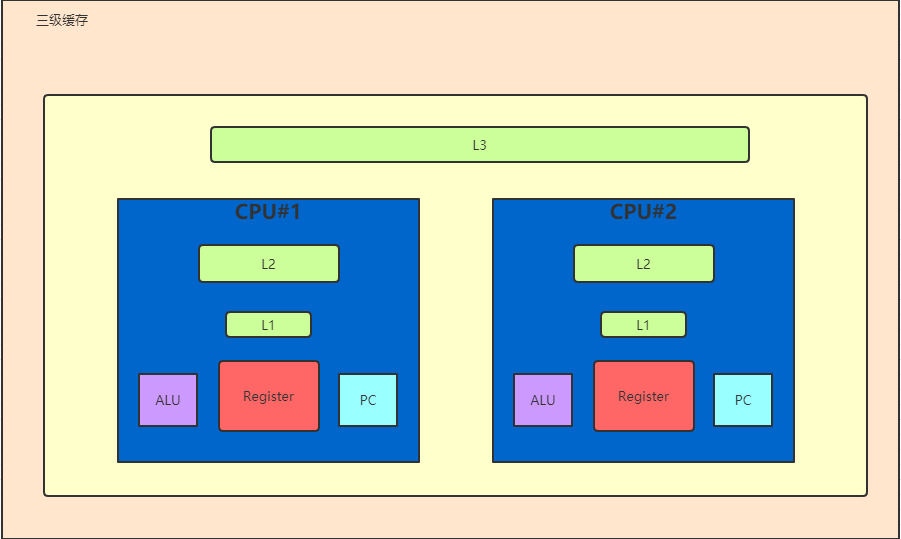 三级缓存
L3
CPU#1
L2
L1
ALU
Register
PC
CPU#2
L2
L1
ALU
Register
PC